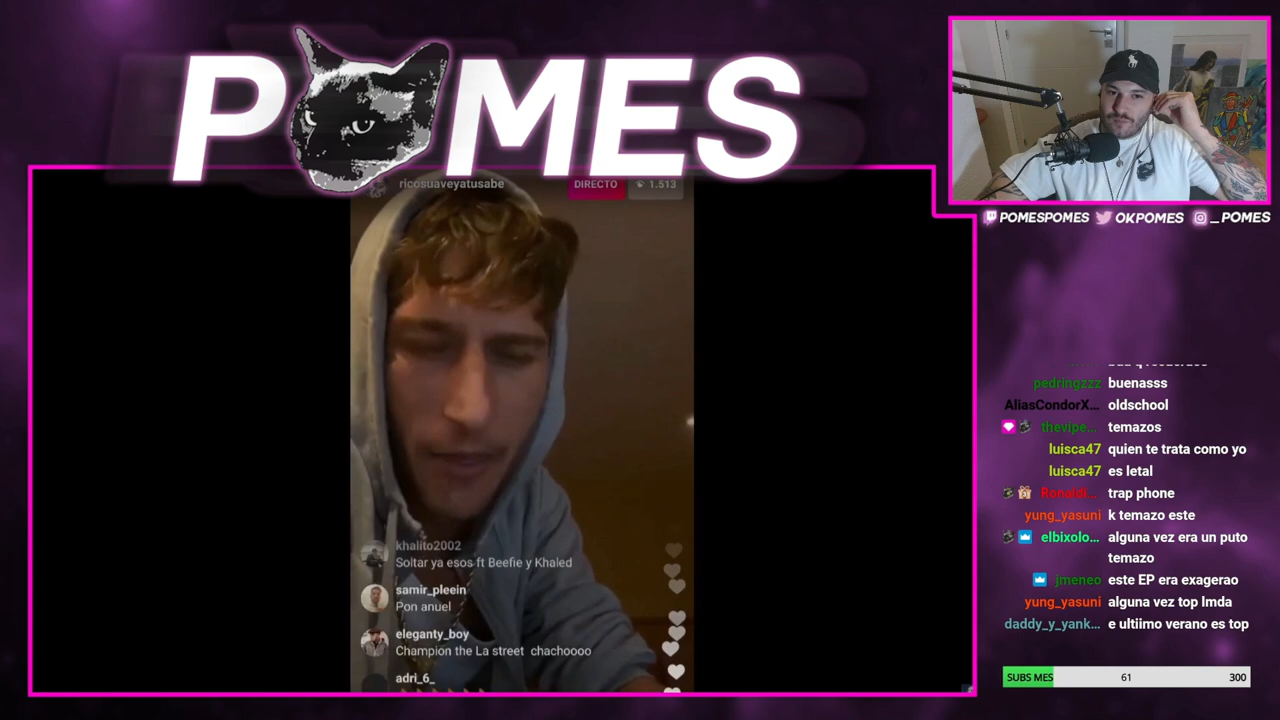 POMES
ricosuaveyatusabe
DIRECTO
1.513
khalito2002
Soltar ya esos ft Beefie y Khaled
samir_pleein
Pon anuel
eleganty_boy
Champion the La street chachoooo
adri_6_
POMESPOMES
OKPOMES
_POMES
pedringzzz buenasss
AliasCondorX... oldschool
thevipe... temazos
luisca47 quien te trata como yo
luisca47 es letal
Ronaldi... trap phone
yung_yasuni k temazo este
elbixolo... alguna vez era un puto
temazo
jmeneo este EP era exagerao
yung_yasuni alguna vez top lmda
daddy_y_yank... e ultiimo verano es top
SUBS MES 61 300